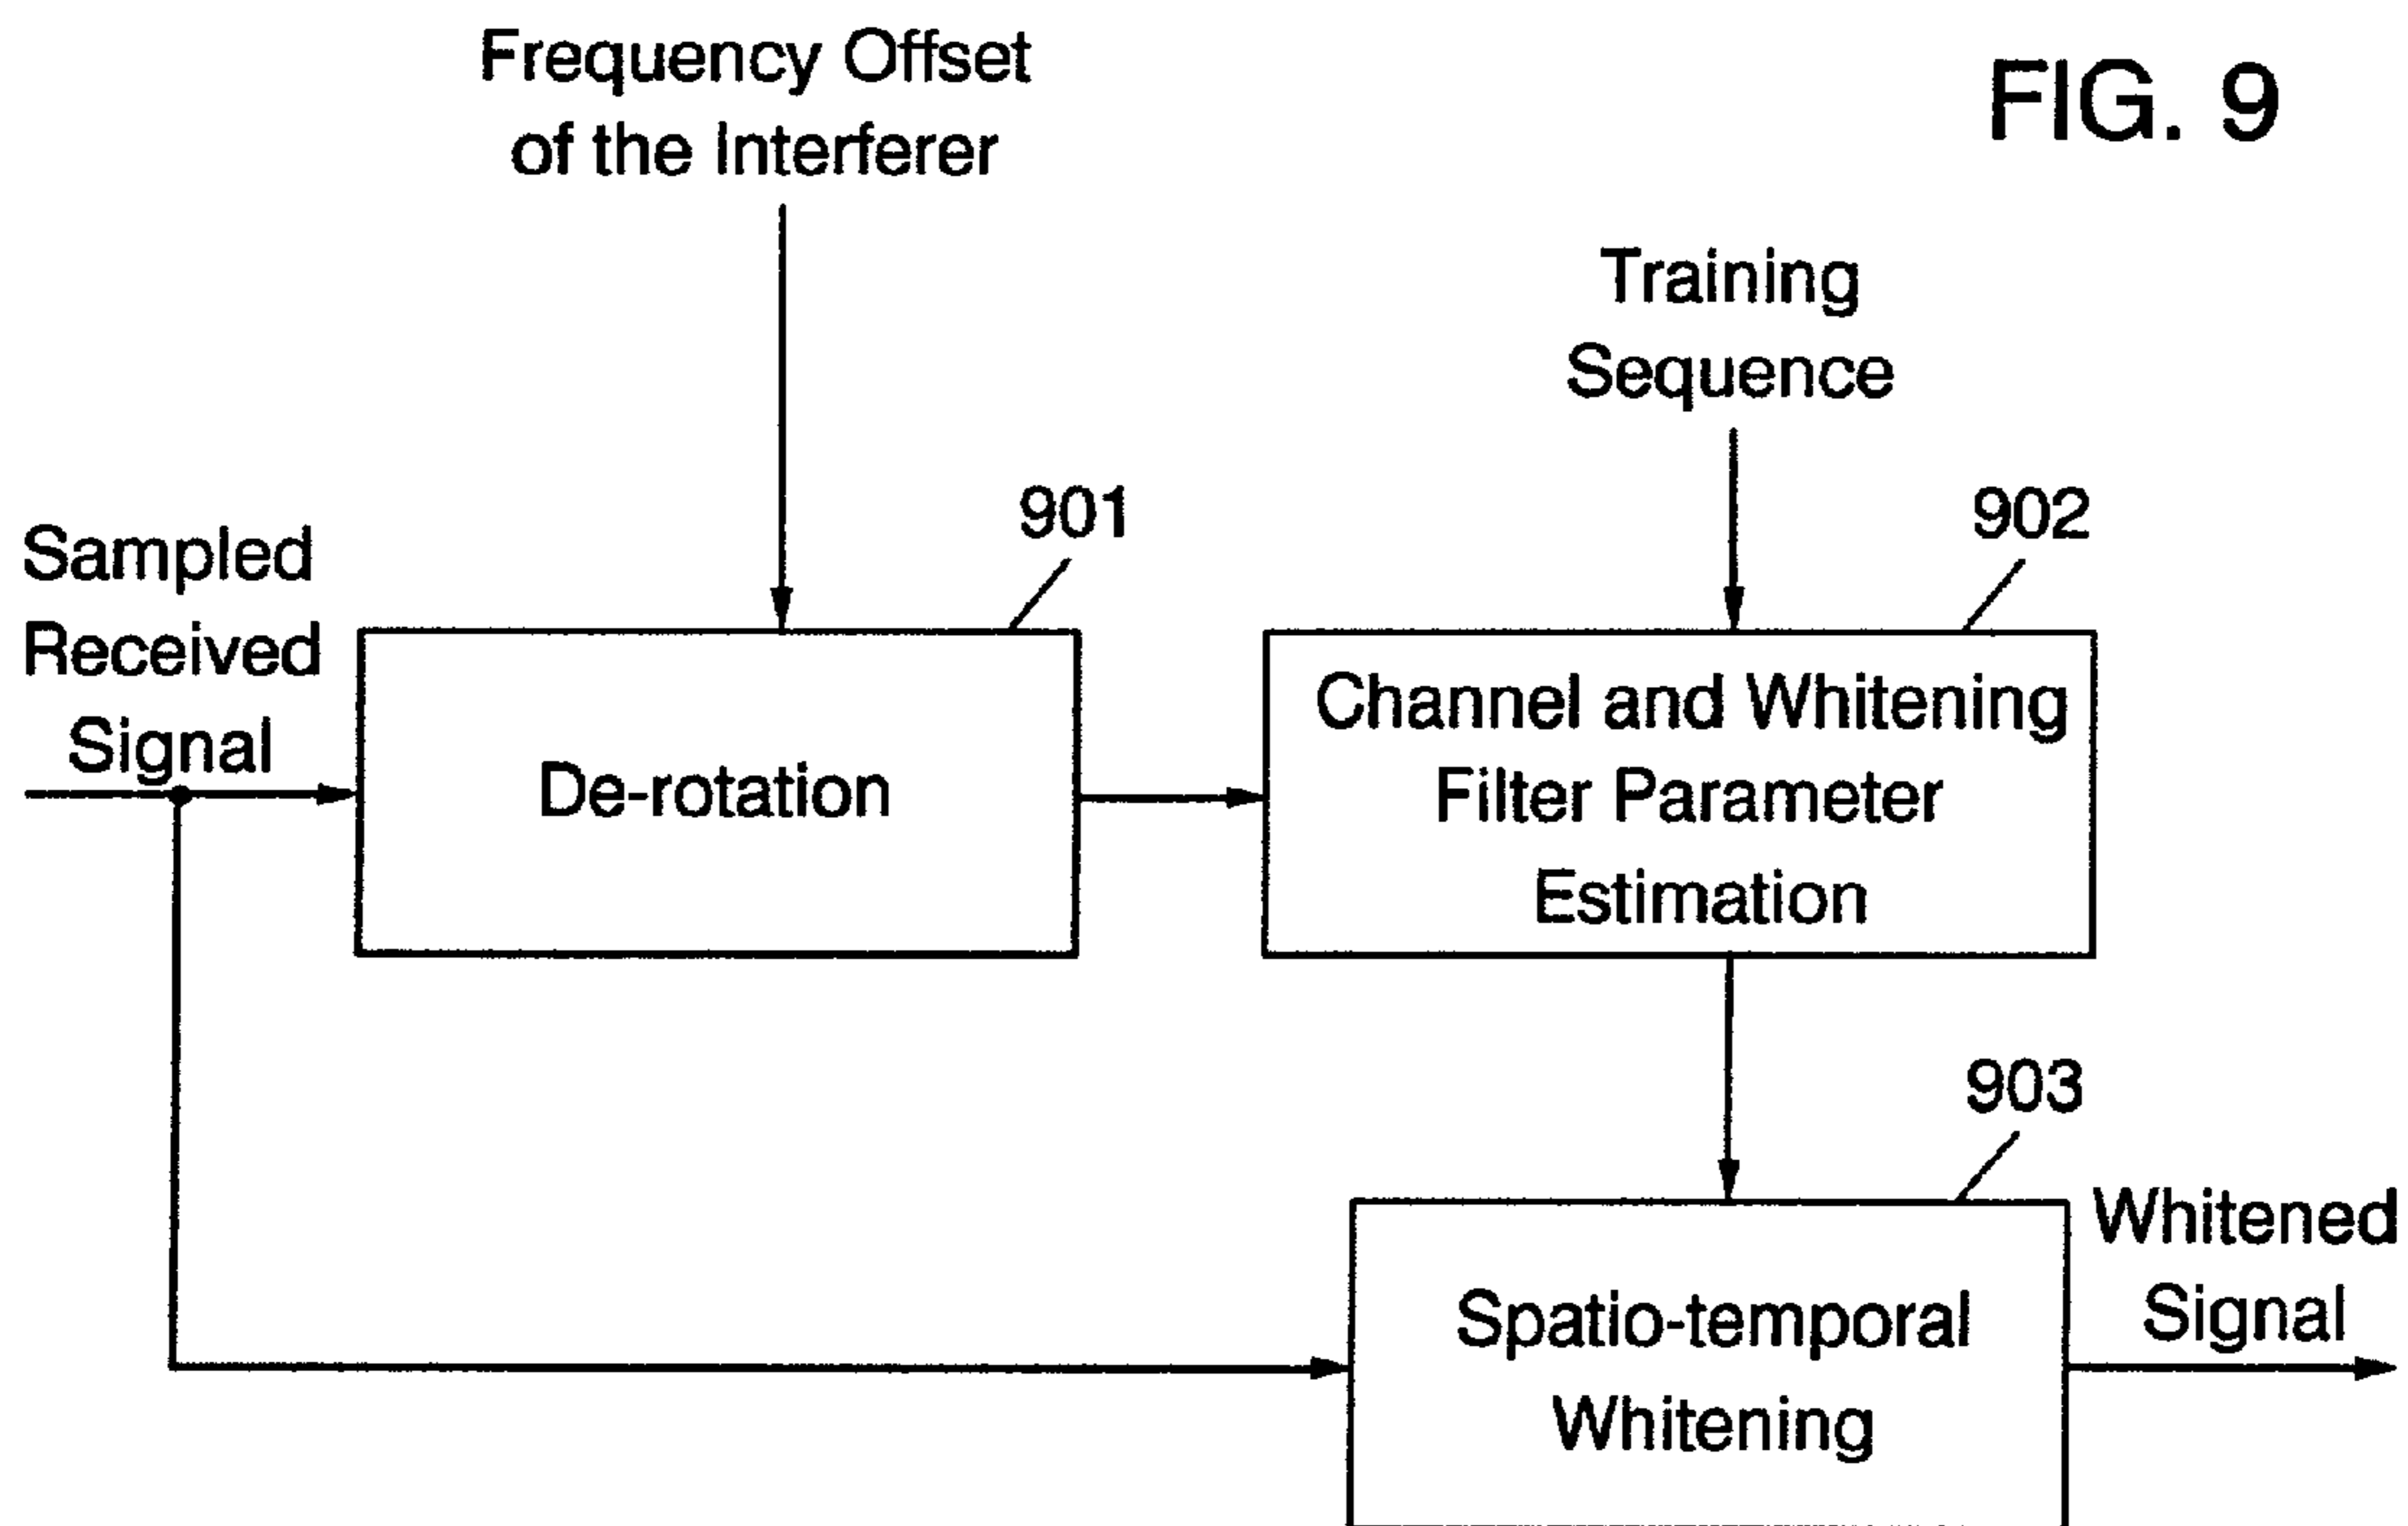 Frequency Offset
of the Interferer
FIG. 9
Training
Sequence
901
902
Sampled
Received
Signal
De-rotation
Channel and Whitening
Filter Parameter
Estimation
903
Spatio-temporal
Whitening
Whitened
Signal